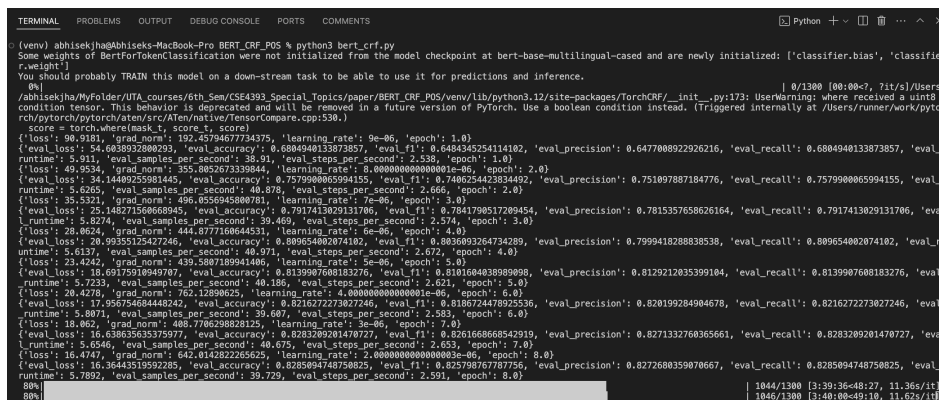 TERMINAL PROBLEMS OUTPUT DEBUG CONSOLE PORTS COMMENTS Python
(venv) abhisekjha@Abhiseks-MacBook-Pro BERT_CRF_POS % python3 bert_crf.py
Some weights of BertForTokenClassification were not initialized from the model checkpoint at bert-base-multilingual-cased and are newly initialized: ['classifier.bias', 'classifie
r.weight']
You should probably TRAIN this model on a down-stream task to be able to use it for predictions and inference.
0%| | 0/1300 [00:00<?, ?it/s]/Users
/abhisekjha/MyFolder/UTA_courses/6th_Sem/CSE4393_Special_Topics/paper/BERT_CRF_POS/venv/lib/python3.12/site-packages/TorchCRF/__init__.py:173: UserWarning: where received a uint8
condition tensor. This behavior is deprecated and will be removed in a future version of PyTorch. Use a boolean condition instead. (Triggered internally at /Users/runner/work/pyto
rch/pytorch/pytorch/aten/src/ATen/native/TensorCompare.cpp:530.)
score = torch.where(mask_t, score_t, score)
{'loss': 90.9181, 'grad_norm': 192.45794677734375, 'learning_rate': 9e-06, 'epoch': 1.0}
{'eval_loss': 54.6038932800293, 'eval_accuracy': 0.6804940133873857, 'eval_f1': 0.6484345254114102, 'eval_precision': 0.6477008922926216, 'eval_recall': 0.6804940133873857, 'eval_
runtime': 5.911, 'eval_samples_per_second': 38.91, 'eval_steps_per_second': 2.538, 'epoch': 1.0}
{'loss': 49.9534, 'grad_norm': 355.8052673339844, 'learning_rate': 8.000000000000001e-06, 'epoch': 2.0}
{'eval_loss': 34.14409255981445, 'eval_accuracy': 0.7579900065994155, 'eval_f1': 0.7406254423834492, 'eval_precision': 0.751097887184776, 'eval_recall': 0.7579900065994155, 'eval_
runtime': 5.6265, 'eval_samples_per_second': 40.878, 'eval_steps_per_second': 2.666, 'epoch': 2.0}
{'loss': 35.5321, 'grad_norm': 496.0556945800781, 'learning_rate': 7e-06, 'epoch': 3.0}
{'eval_loss': 25.148271560668945, 'eval_accuracy': 0.7917413029131706, 'eval_f1': 0.7841790517209454, 'eval_precision': 0.7815357658626164, 'eval_recall': 0.7917413029131706, 'eva
l_runtime': 5.8274, 'eval_samples_per_second': 39.469, 'eval_steps_per_second': 2.574, 'epoch': 3.0}
{'loss': 28.0624, 'grad_norm': 444.8777160644531, 'learning_rate': 6e-06, 'epoch': 4.0}
{'eval_loss': 20.99355125427246, 'eval_accuracy': 0.809654002074102, 'eval_f1': 0.8036093264734289, 'eval_precision': 0.7999418288838538, 'eval_recall': 0.809654002074102, 'eval_r
untime': 5.6137, 'eval_samples_per_second': 40.971, 'eval_steps_per_second': 2.672, 'epoch': 4.0}
{'loss': 23.4242, 'grad_norm': 439.5807189941406, 'learning_rate': 5e-06, 'epoch': 5.0}
{'eval_loss': 18.69175910949707, 'eval_accuracy': 0.8139907608183276, 'eval_f1': 0.8101604038989098, 'eval_precision': 0.8129212035399104, 'eval_recall': 0.8139907608183276, 'eval
_runtime': 5.7233, 'eval_samples_per_second': 40.186, 'eval_steps_per_second': 2.621, 'epoch': 5.0}
{'loss': 20.4278, 'grad_norm': 762.12890625, 'learning_rate': 4.000000000000001e-06, 'epoch': 6.0}
{'eval_loss': 17.956754684448242, 'eval_accuracy': 0.8216272273027246, 'eval_f1': 0.8186724478925536, 'eval_precision': 0.820199284904678, 'eval_recall': 0.8216272273027246, 'eval
_runtime': 5.8071, 'eval_samples_per_second': 39.607, 'eval_steps_per_second': 2.583, 'epoch': 6.0}
{'loss': 18.062, 'grad_norm': 408.7706298828125, 'learning_rate': 3e-06, 'epoch': 7.0}
{'eval_loss': 16.638635635375977, 'eval_accuracy': 0.8283209201470727, 'eval_f1': 0.8261668668542919, 'eval_precision': 0.8271332760365661, 'eval_recall': 0.8283209201470727, 'eva
l_runtime': 5.6546, 'eval_samples_per_second': 40.675, 'eval_steps_per_second': 2.653, 'epoch': 7.0}
{'loss': 16.4747, 'grad_norm': 642.0142822265625, 'learning_rate': 2.0000000000000003e-06, 'epoch': 8.0}
{'eval_loss': 16.36443519592285, 'eval_accuracy': 0.8285094748750825, 'eval_f1': 0.825798767787756, 'eval_precision': 0.8272680359070667, 'eval_recall': 0.8285094748750825, 'eval_
runtime': 5.7892, 'eval_samples_per_second': 39.729, 'eval_steps_per_second': 2.591, 'epoch': 8.0}
80%| | 1044/1300 [3:39:36<48:27, 11.36s/it]
80%| | 1046/1300 [3:40:00<49:10, 11.62s/it]